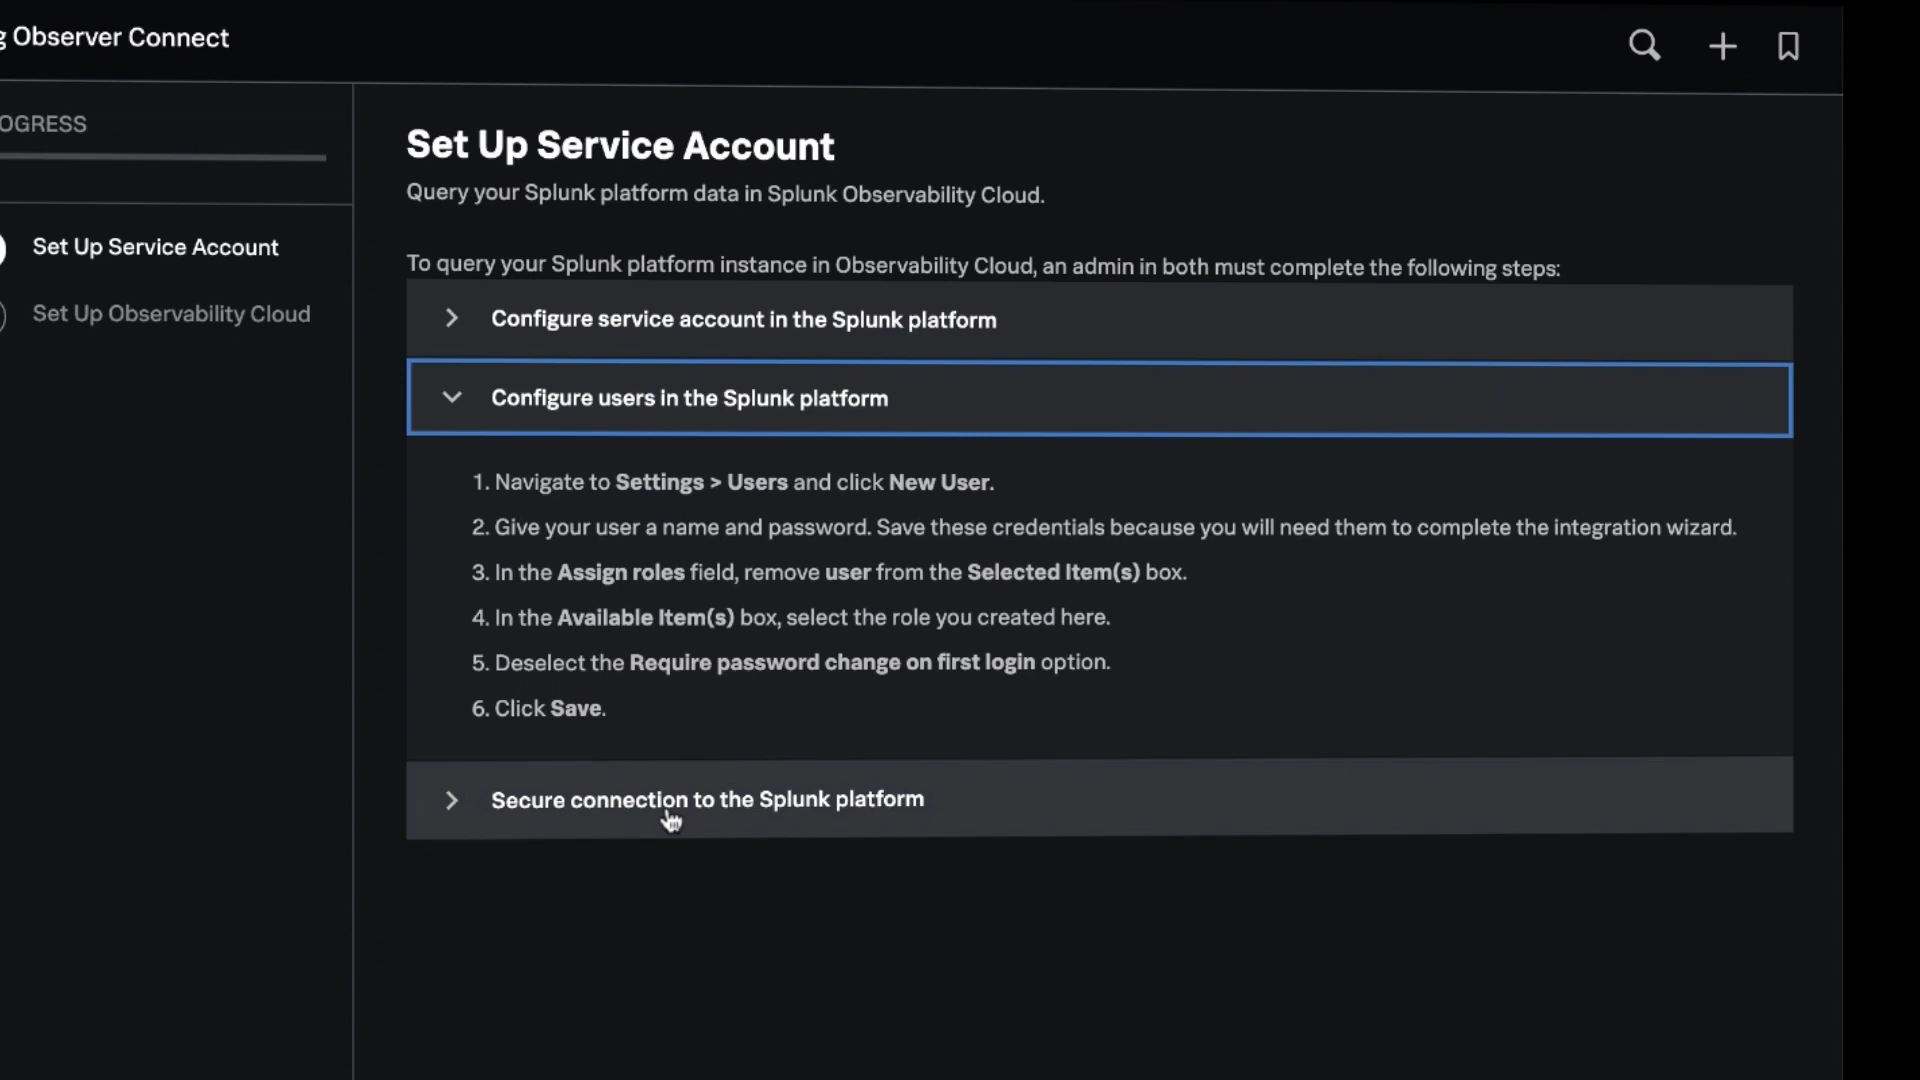 Observer Connect
OGRESS
Set Up Service Account
Set Up Observability Cloud
Set Up Service Account
Query your Splunk platform data in Splunk Observability Cloud.
To query your Splunk platform instance in Observability Cloud, an admin in both must complete the following steps:
Configure service account in the Splunk platform
Configure users in the Splunk platform
1. Navigate to Settings > Users and click New User.
2. Give your user a name and password. Save these credentials because you will need them to complete the integration wizard.
3. In the Assign roles field, remove user from the Selected Item(s) box.
4. In the Available Item(s) box, select the role you created here.
5. Deselect the Require password change on first login option.
6. Click Save.
Secure connection to the Splunk platform